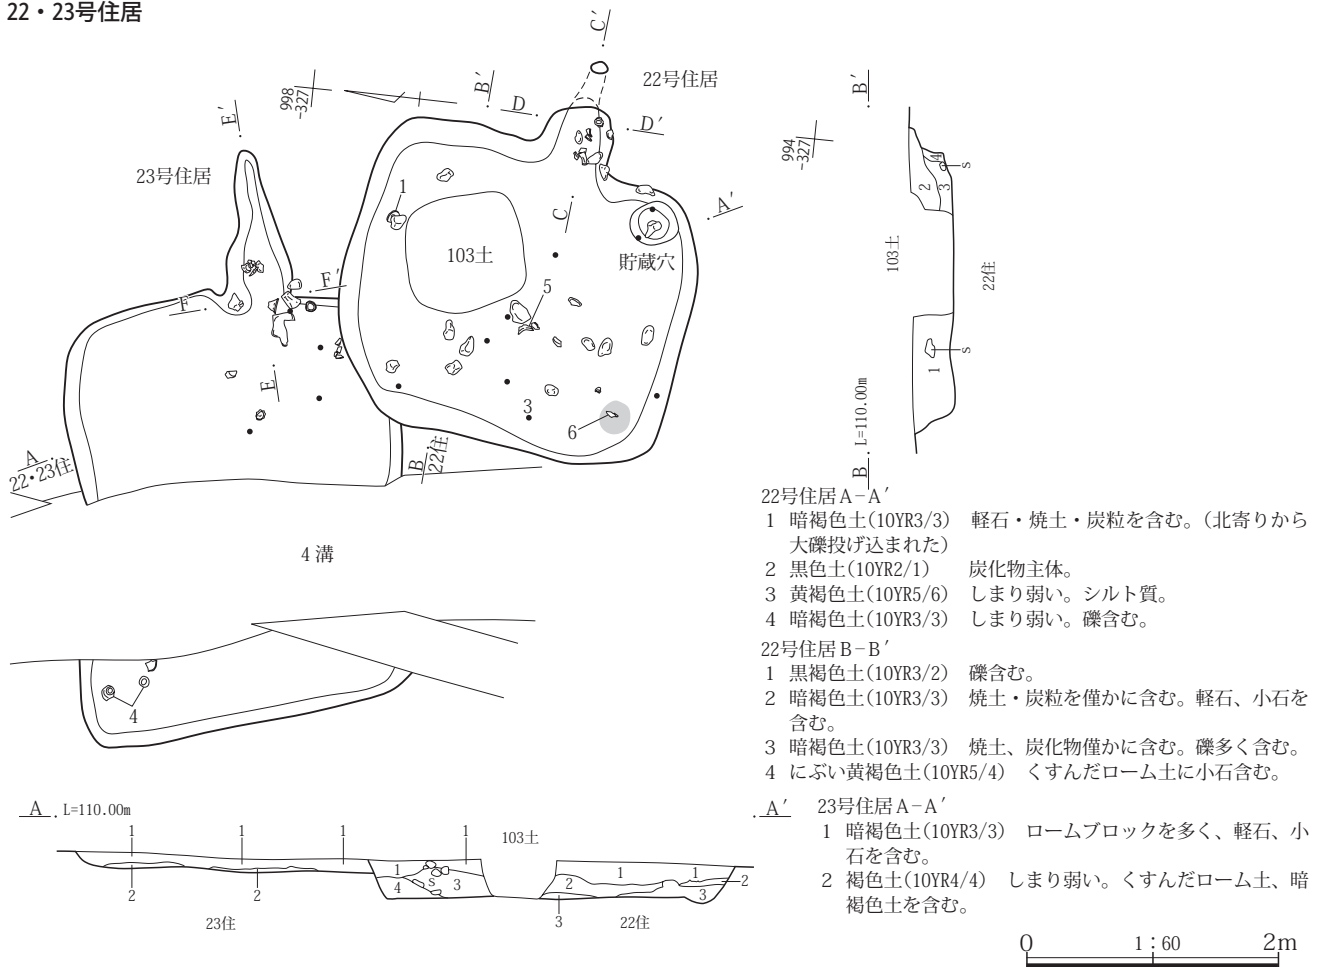 22・23号住居
C′
22号住居
B′
D
D′
998
-327
E′
23号住居
1
A′
C
103土
貯蔵穴
5
F′
F
E
3
6
A
22・23住
B
22住
4溝
4
B′
994
-327
4
S
2
3
103土
22住
S
1
B L=110.00m
22号住居A-A′
1 暗褐色土(10YR3/3) 軽石・焼土・炭粒を含む。（北寄りから
大礫投げ込まれた）
2 黒色土(10YR2/1) 炭化物主体。
3 黄褐色土(10YR5/6) しまり弱い。シルト質。
4 暗褐色土(10YR3/3) しまり弱い。礫含む。
22号住居B-B′
1 黒褐色土(10YR3/2) 礫含む。
2 暗褐色土(10YR3/3) 焼土・炭粒を僅かに含む。軽石、小石を
含む。
3 暗褐色土(10YR3/3) 焼土、炭化物僅かに含む。礫多く含む。
4 にぶい黄褐色土(10YR5/4) くすんだローム土に小石含む。
23号住居A-A′
1 暗褐色土(10YR3/3) ロームブロックを多く、軽石、小
石を含む。
2 褐色土(10YR4/4) しまり弱い。くすんだローム土、暗
褐色土を含む。
A L=110.00m
A′
1 1 1 1 103土
1 1 1
4 S 3 2 2
3
2 2 3
23住 22住
0 1：60 2m